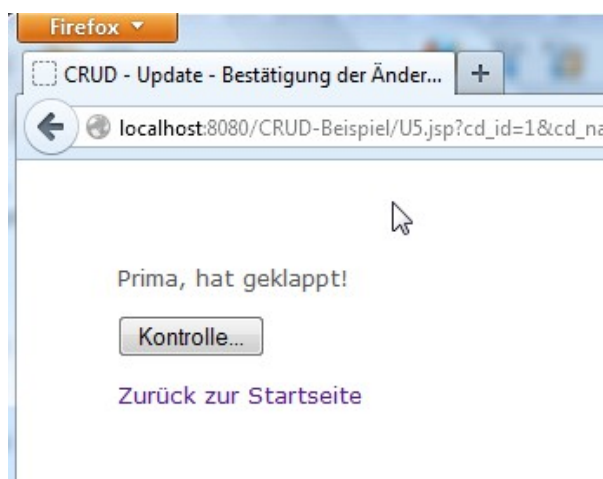 Firefox
CRUD - Update - Bestätigung der Änder... +
localhost:8080/CRUD-Beispiel/U5.jsp?cd_id=1&cd_na
Prima, hat geklappt!
Kontrolle...
Zurück zur Startseite